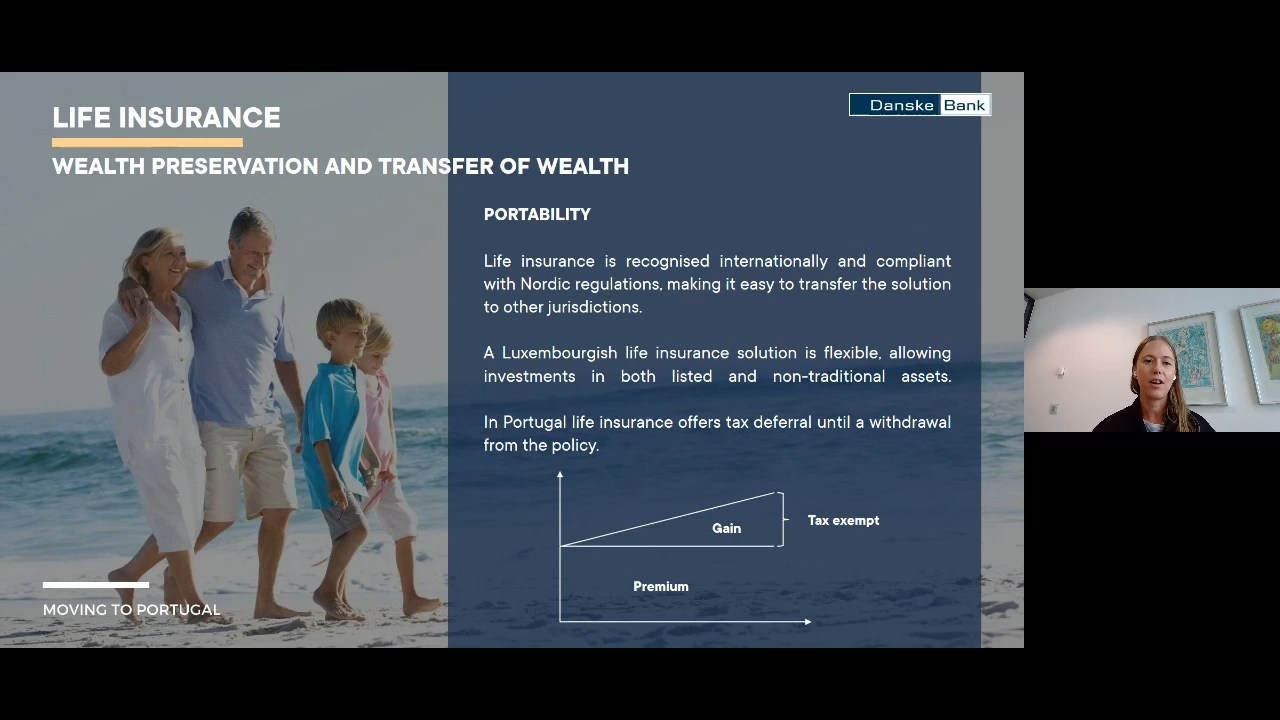 LIFE INSURANCE
Danske Bank
WEALTH PRESERVATION AND TRANSFER OF WEALTH
PORTABILITY
Life insurance is recognised internationally and compliant
with Nordic regulations, making it easy to transfer the solution
to other jurisdictions.
A Luxembourgish life insurance solution is flexible, allowing
investments in both listed and non-traditional assets.
In Portugal life insurance offers tax deferral until a withdrawal
from the policy.
Gain
Tax exempt
Premium
MOVING TO PORTUGAL